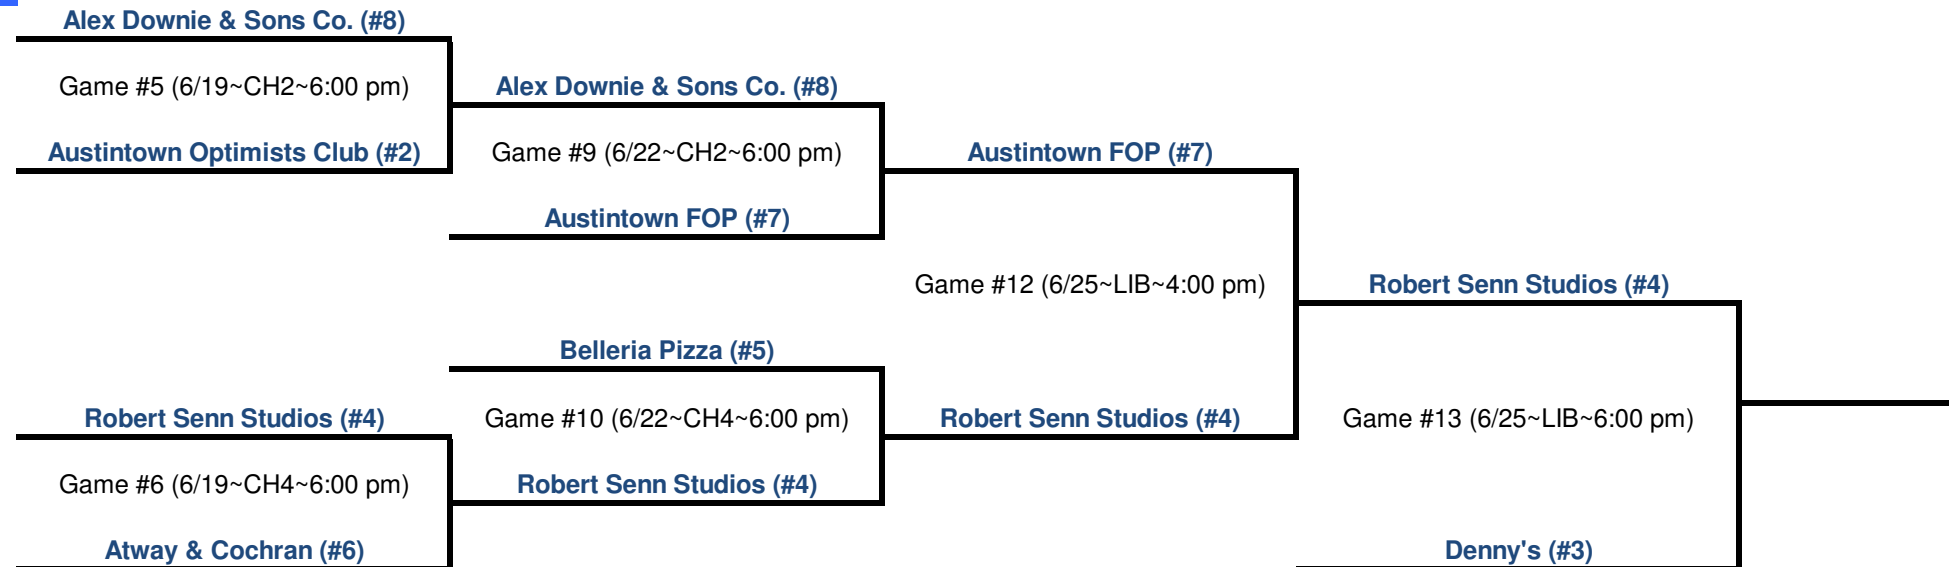 Alex Downie & Sons Co. (#8)
Game #5 (6/19~CH2~6:00 pm)
Alex Downie & Sons Co. (#8)
Austintown Optimists Club (#2)
Game #9 (6/22~CH2~6:00 pm)
Austintown FOP (#7)
Austintown FOP (#7)
Game #12 (6/25~LIB~4:00 pm)
Robert Senn Studios (#4)
Belleria Pizza (#5)
Robert Senn Studios (#4)
Game #10 (6/22~CH4~6:00 pm)
Robert Senn Studios (#4)
Game #13 (6/25~LIB~6:00 pm)
Game #6 (6/19~CH4~6:00 pm)
Robert Senn Studios (#4)
Atway & Cochran (#6)
Denny's (#3)